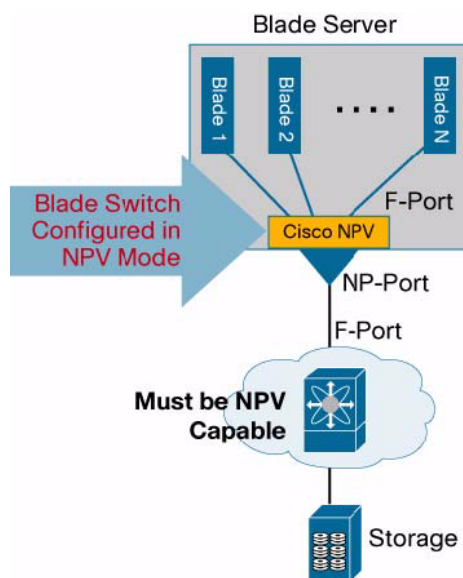 Blade Server
Blade 1
Blade 2
Blade N
F-Port
Blade Switch
Configured in
NPV Mode
Cisco NPV
NP-Port
F-Port
Must be NPV
Capable
Storage